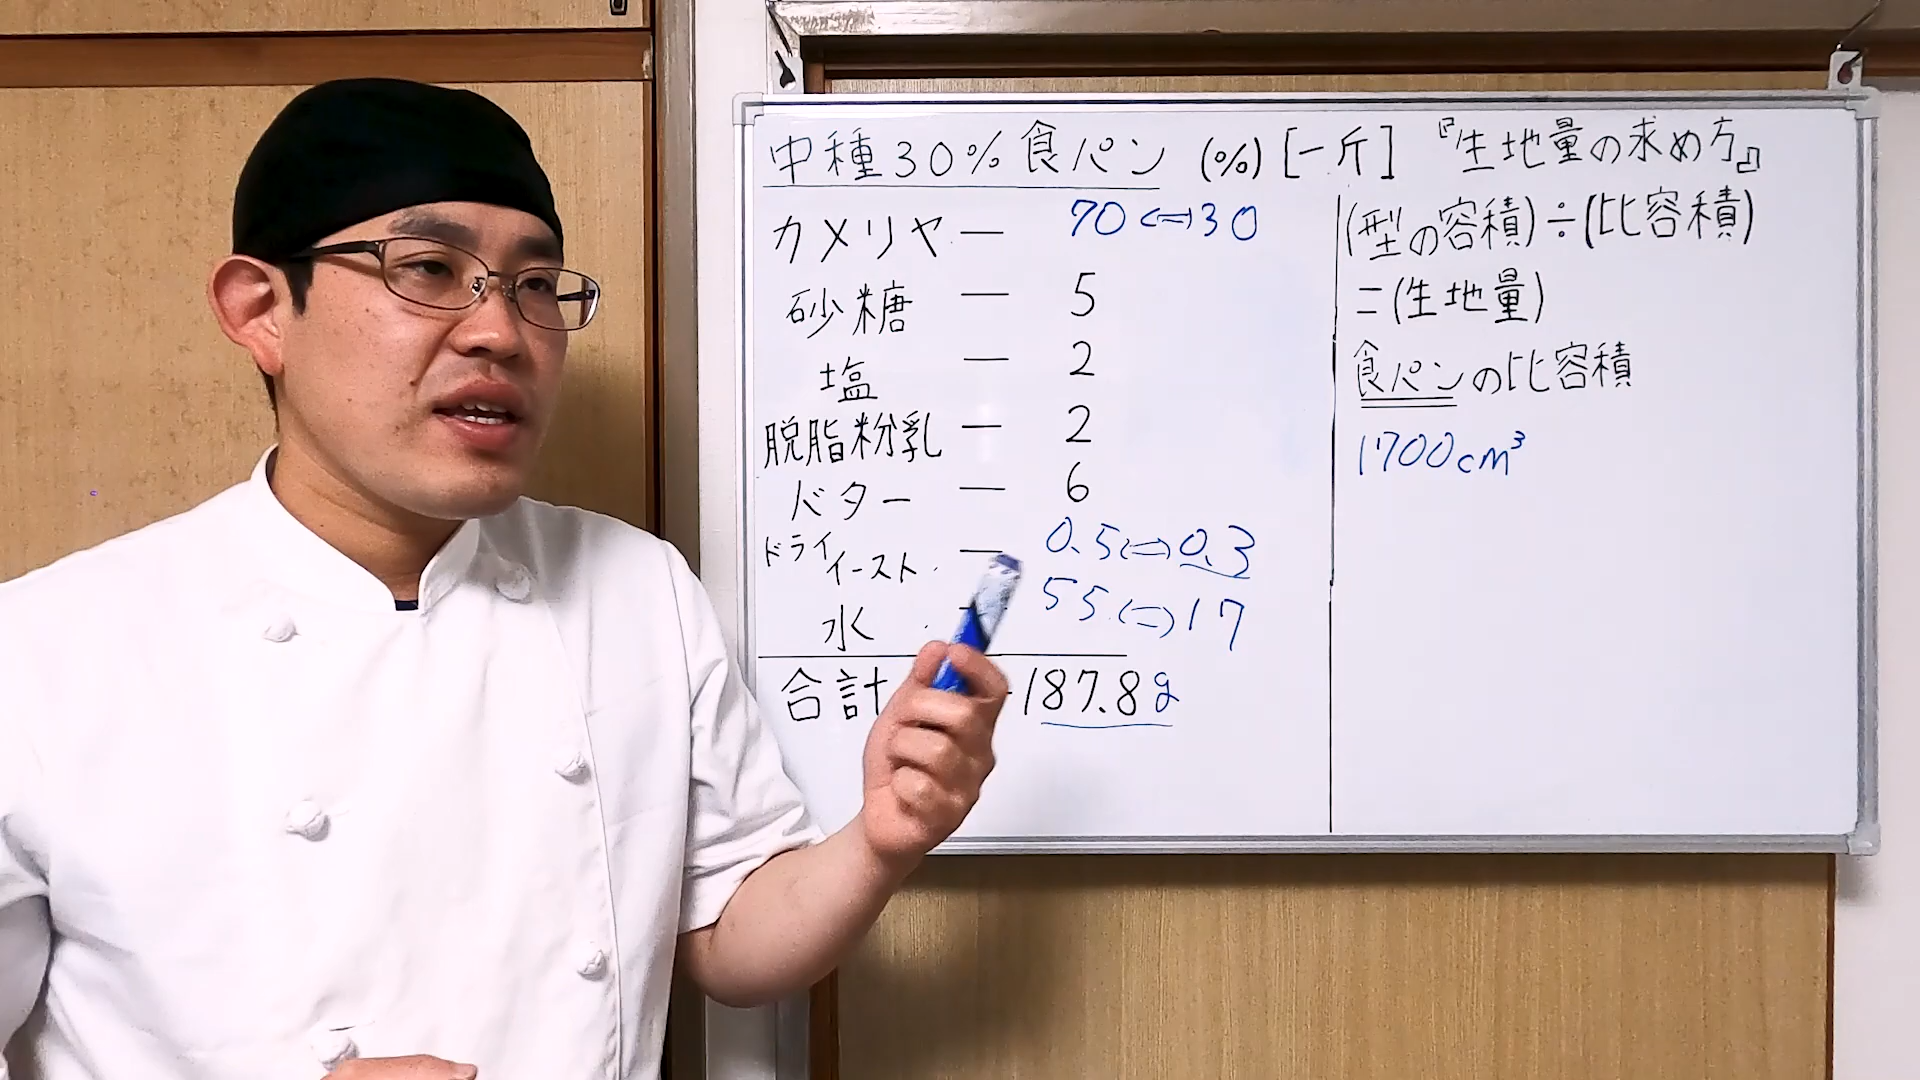 中種30%食パン (%) [一斤] 『生地量の求め方』
カメリヤ — 70⇔30
砂糖 — 5
塩 — 2
脱脂粉乳 — 2
バター — 6
ドライイースト — 0.5⇔0.3
水 — 55⇔17
合計 187.8g
(型の容積)÷(比容積)
=(生地量)
食パンの比容積
1700cm³